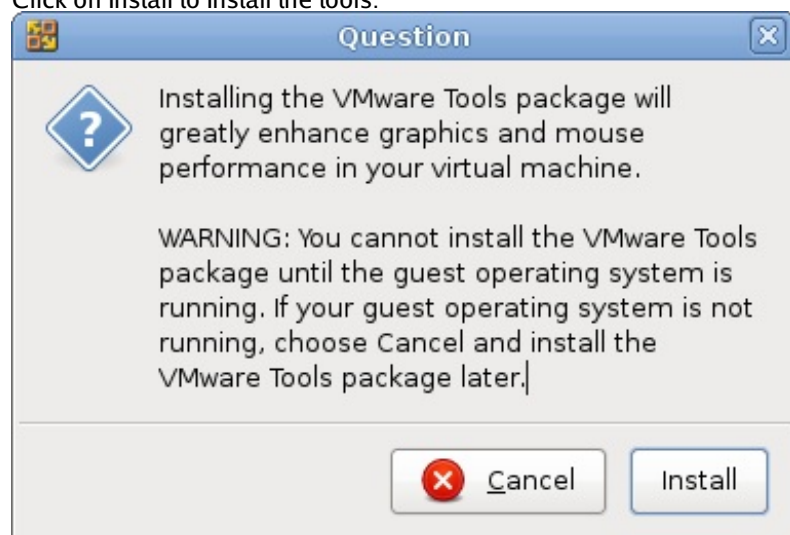 Click on Install to install the tools.
Question
Installing the VMware Tools package will
greatly enhance graphics and mouse
performance in your virtual machine.
WARNING: You cannot install the VMware Tools
package until the guest operating system is
running. If your guest operating system is not
running, choose Cancel and install the
VMware Tools package later.
Cancel
Install